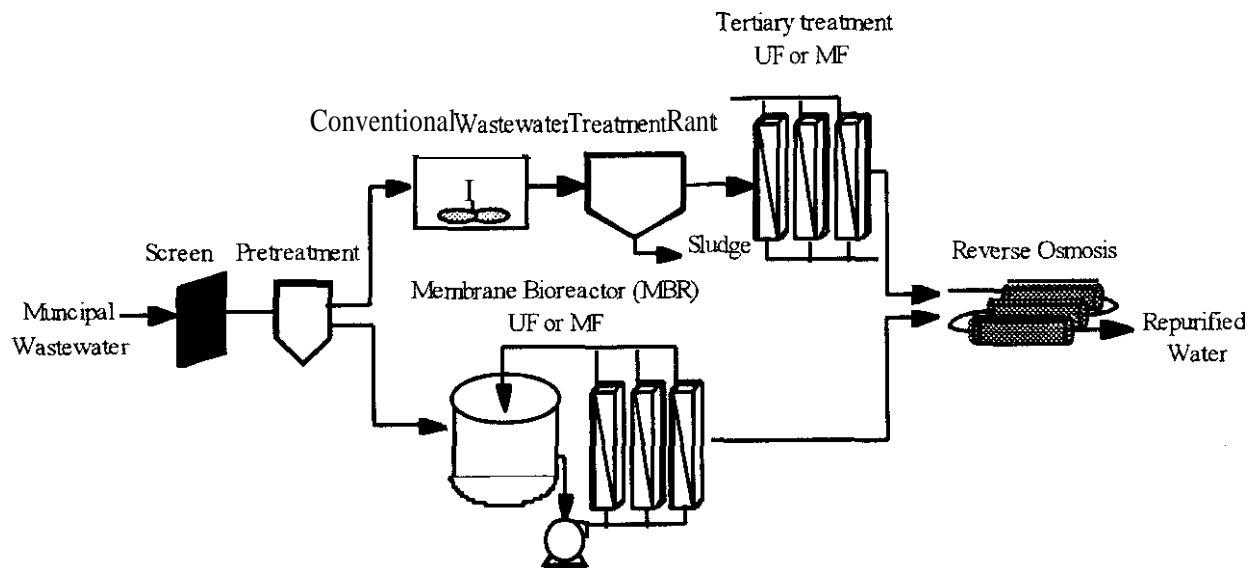 Tertiary treatment
UF or MF
ConventionalWastewaterTreatmentRant
Screen
Pretreatment
Sludge
Reverse Osmosis
Membrane Bioreactor (MBR)
UF or MF
Muncipal
Wastewater
Repurified
Water